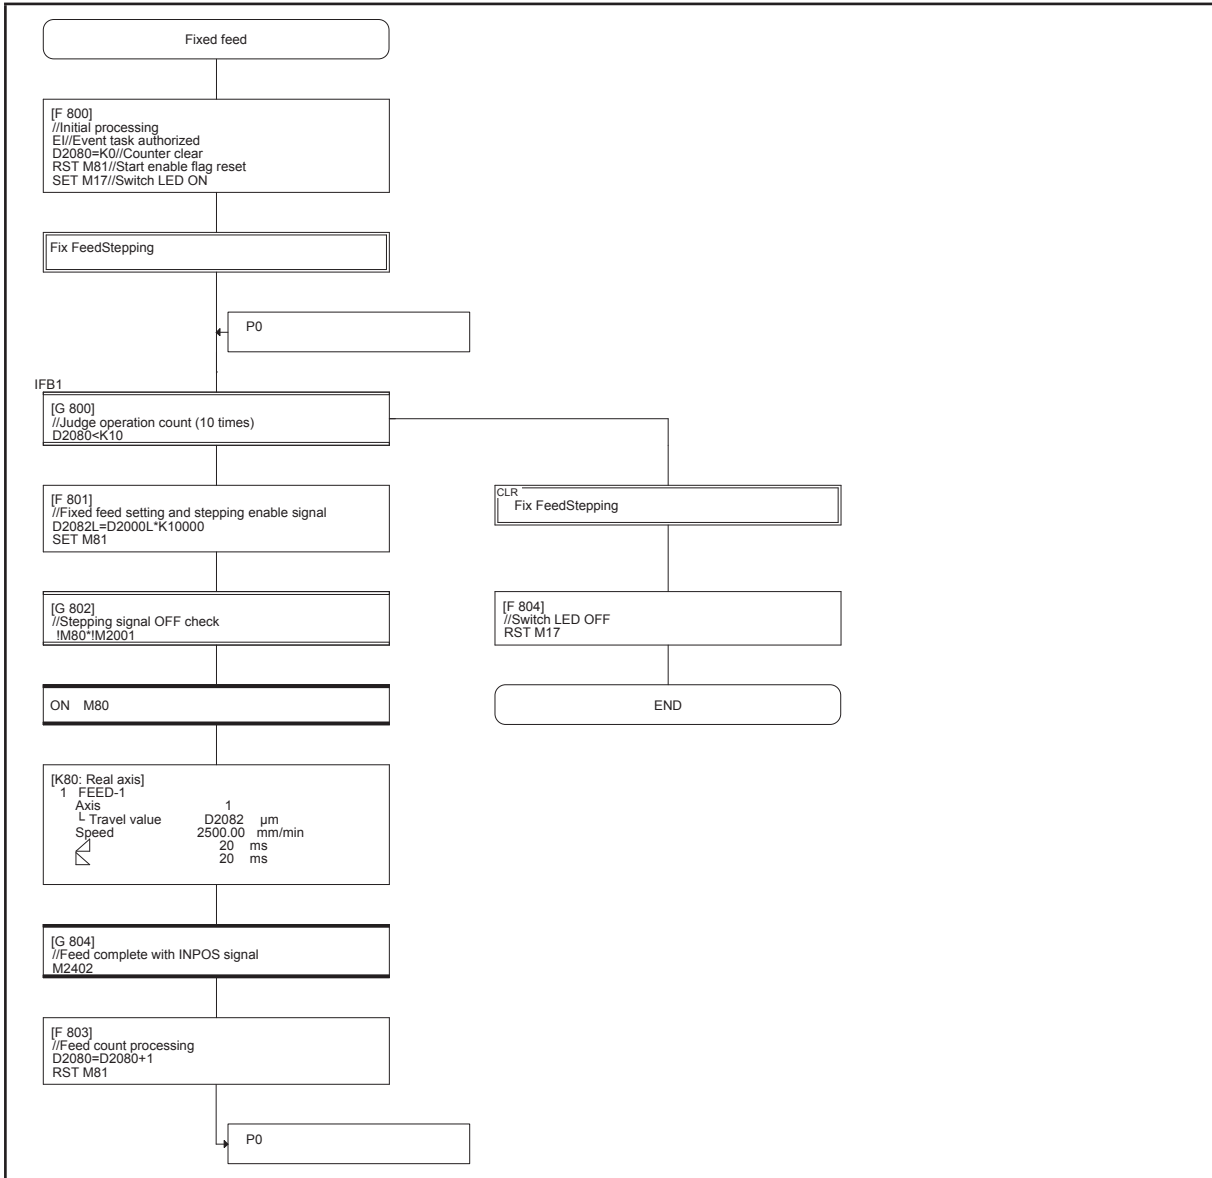 Fixed feed
[F 800]
//Initial processing
EI//Event task authorized
D2080=K0//Counter clear
RST M81//Start enable flag reset
SET M17//Switch LED ON
Fix FeedStepping
P0
IFB1
[G 800]
//Judge operation count (10 times)
D2080<K10
[F 801]
//Fixed feed setting and stepping enable signal
D2082L=D2000L*K10000
SET M81
[G 802]
//Stepping signal OFF check
!M80*!M2001
ON M80
[K80: Real axis]
1 FEED-1
Axis 1
└ Travel value D2082 µm
Speed 2500.00 mm/min
20 ms
20 ms
[G 804]
//Feed complete with INPOS signal
M2402
[F 803]
//Feed count processing
D2080=D2080+1
RST M81
P0
CLR
Fix FeedStepping
[F 804]
//Switch LED OFF
RST M17
END